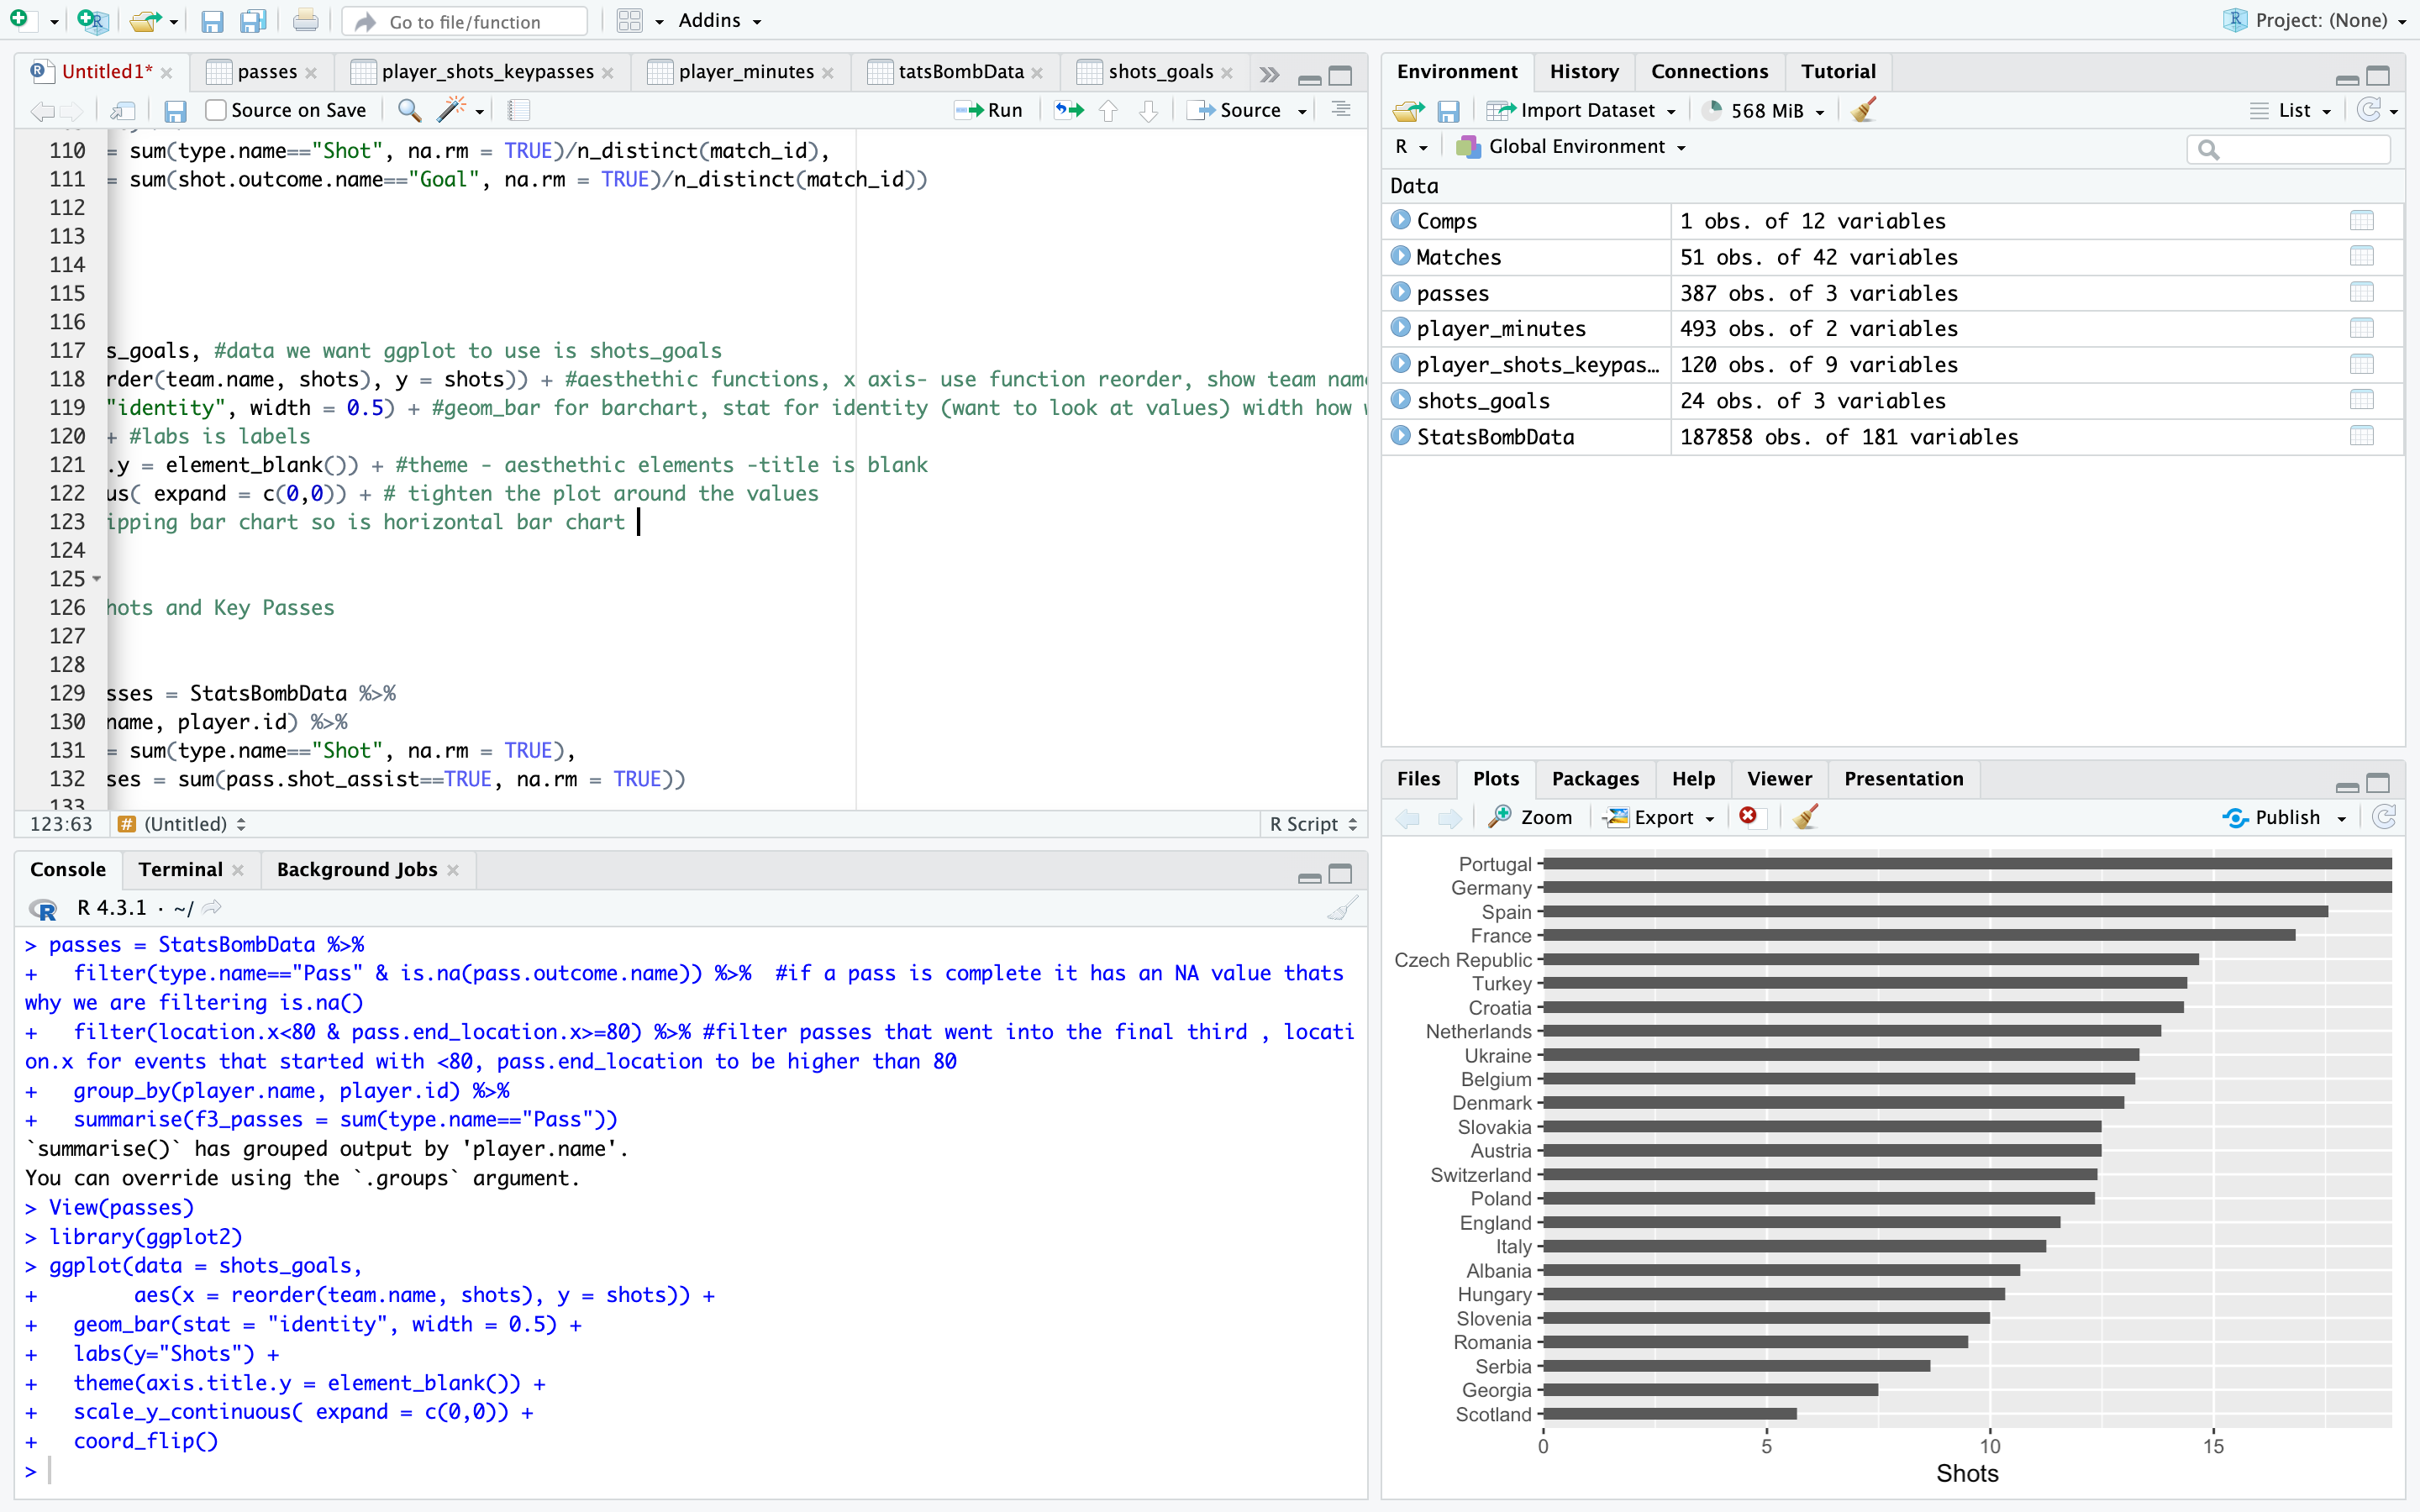 Go to file/function
Addins
Project: (None)
Untitled1*
passes
player_shots_keypasses
player_minutes
tatsBombData
shots_goals
Source on Save
Run
Source
110 = sum(type.name=="Shot", na.rm = TRUE)/n_distinct(match_id),
111 = sum(shot.outcome.name=="Goal", na.rm = TRUE)/n_distinct(match_id))
112
113
114
115
116
117 s_goals, #data we want ggplot to use is shots_goals
118 rder(team.name, shots), y = shots)) + #aesthethic functions, x axis- use function reorder, show team nam
119 "identity", width = 0.5) + #geom_bar for barchart, stat for identity (want to look at values) width how
120 + #labs is labels
121 .y = element_blank()) + #theme - aesthethic elements -title is blank
122 us( expand = c(0,0)) + # tighten the plot around the values
123 ipping bar chart so is horizontal bar chart
124
125
126 hots and Key Passes
127
128
129 sses = StatsBombData %>%
130 name, player.id) %>%
131 = sum(type.name=="Shot", na.rm = TRUE),
132 ses = sum(pass.shot_assist==TRUE, na.rm = TRUE))
133
123:63
# (Untitled)
R Script
Console
Terminal
Background Jobs
R 4.3.1 · ~/
> passes = StatsBombData %>%
+   filter(type.name=="Pass" & is.na(pass.outcome.name)) %>%  #if a pass is complete it has an NA value thats
why we are filtering is.na()
+   filter(location.x<80 & pass.end_location.x>=80) %>% #filter passes that went into the final third , locati
on.x for events that started with <80, pass.end_location to be higher than 80
+   group_by(player.name, player.id) %>%
+   summarise(f3_passes = sum(type.name=="Pass"))
`summarise()` has grouped output by 'player.name'.
You can override using the `.groups` argument.
> View(passes)
> library(ggplot2)
> ggplot(data = shots_goals,
+        aes(x = reorder(team.name, shots), y = shots)) +
+   geom_bar(stat = "identity", width = 0.5) +
+   labs(y="Shots") +
+   theme(axis.title.y = element_blank()) +
+   scale_y_continuous( expand = c(0,0)) +
+   coord_flip()
>
Environment
History
Connections
Tutorial
Import Dataset
568 MiB
List
R
Global Environment
Data
Comps 1 obs. of 12 variables
Matches 51 obs. of 42 variables
passes 387 obs. of 3 variables
player_minutes 493 obs. of 2 variables
player_shots_keypas… 120 obs. of 9 variables
shots_goals 24 obs. of 3 variables
StatsBombData 187858 obs. of 181 variables
Files
Plots
Packages
Help
Viewer
Presentation
Zoom
Export
Publish
Portugal
Germany
Spain
France
Czech Republic
Turkey
Croatia
Netherlands
Ukraine
Belgium
Denmark
Slovakia
Austria
Switzerland
Poland
England
Italy
Albania
Hungary
Slovenia
Romania
Serbia
Georgia
Scotland
0 5 10 15
Shots